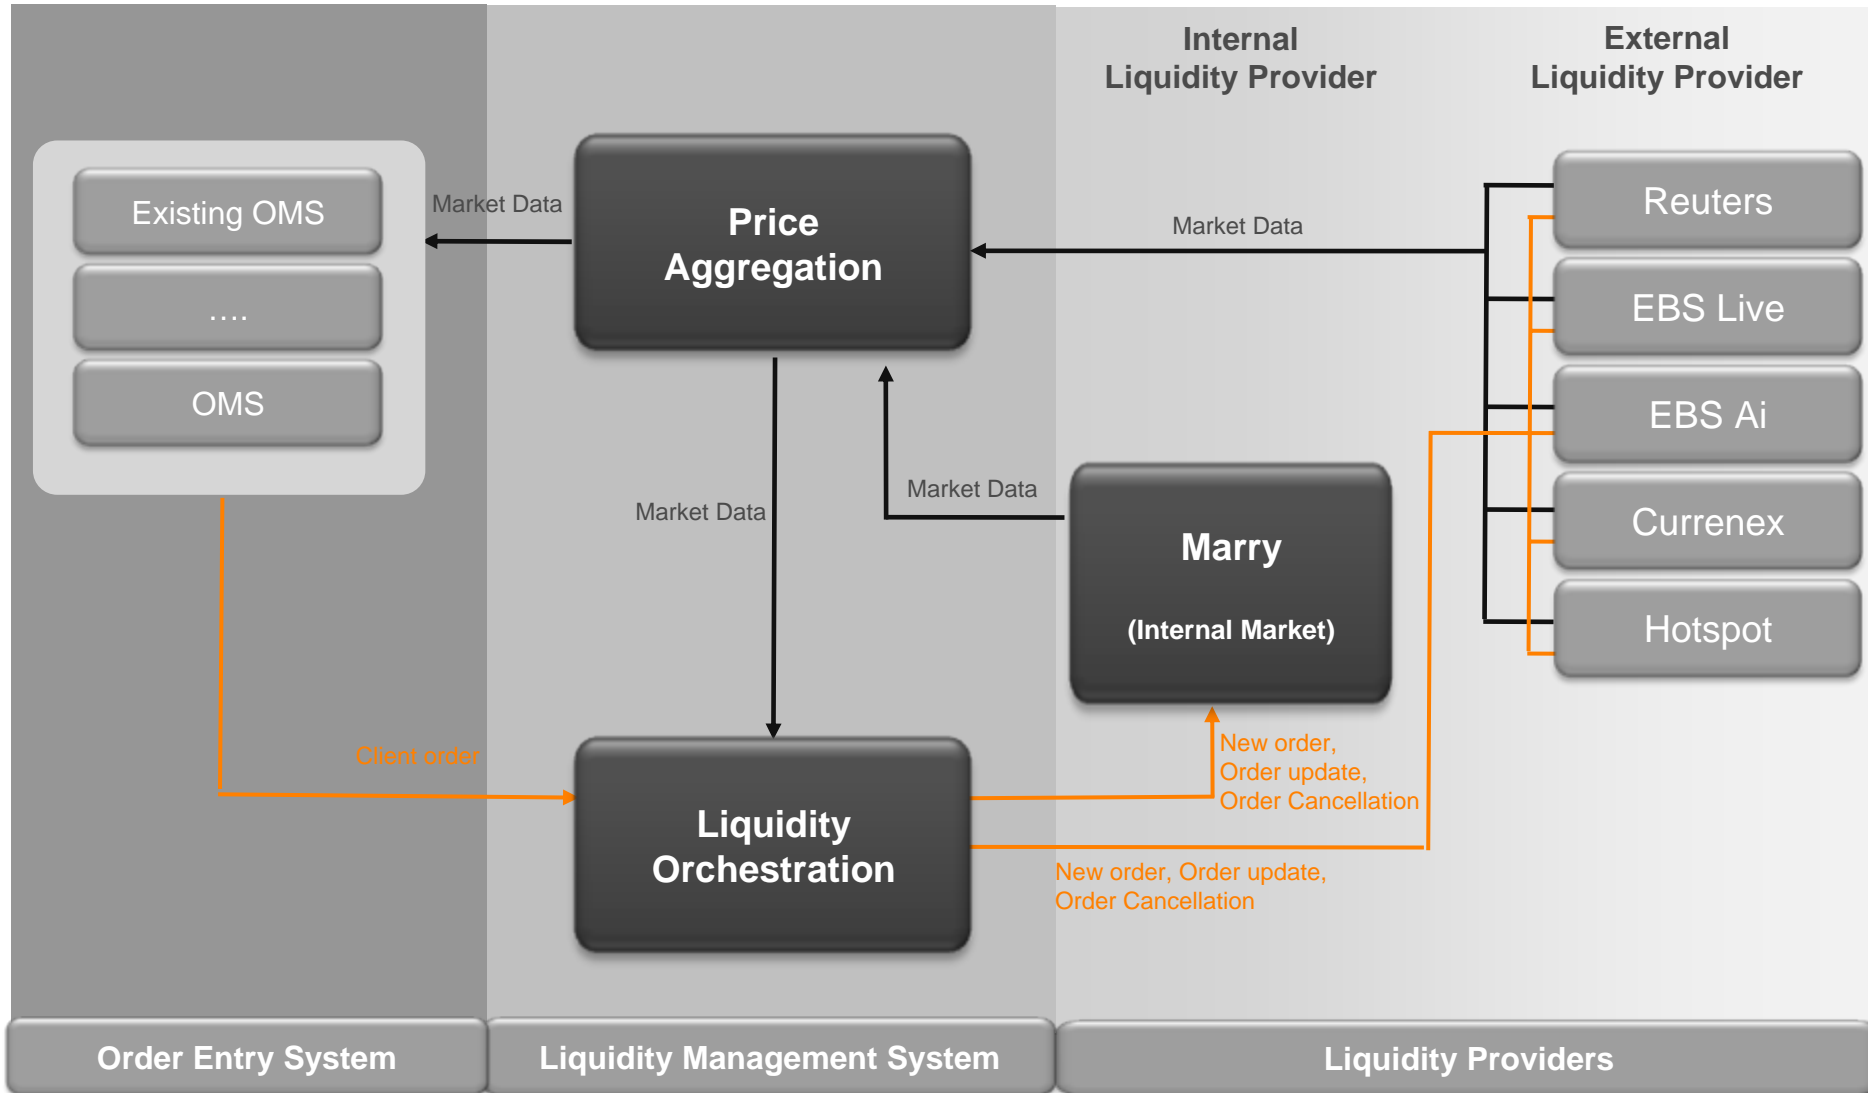 Internal
Liquidity Provider
External
Liquidity Provider
Existing OMS
....
OMS
Market Data
Price
Aggregation
Market Data
Reuters
EBS Live
EBS Ai
Currenex
Hotspot
Market Data
Market Data
Marry
(Internal Market)
Client order
Liquidity
Orchestration
New order,
Order update,
Order Cancellation
New order, Order update,
Order Cancellation
Order Entry System
Liquidity Management System
Liquidity Providers